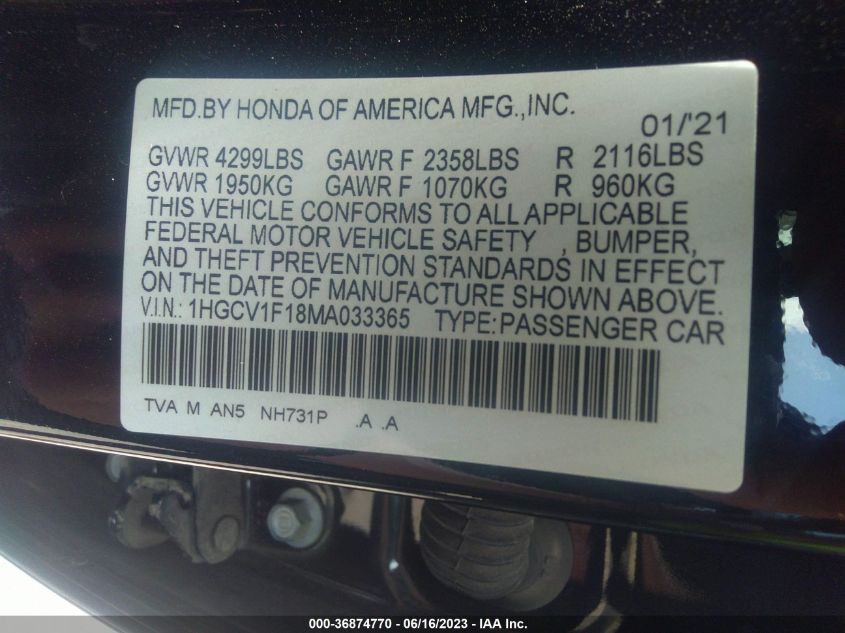 MFD.BY HONDA OF AMERICA MFG.,INC.
01/'21
GVWR 4299LBS GAWR F 2358LBS R 2116LBS
GVWR 1950KG GAWR F 1070KG R 960KG
THIS VEHICLE CONFORMS TO ALL APPLICABLE
FEDERAL MOTOR VEHICLE SAFETY , BUMPER,
AND THEFT PREVENTION STANDARDS IN EFFECT
ON THE DATE OF MANUFACTURE SHOWN ABOVE.
V.I.N.: 1HGCV1F18MA033365 TYPE:PASSENGER CAR
TVA M AN5 NH731P .A .A
000-36874770 - 06/16/2023 - IAA Inc.